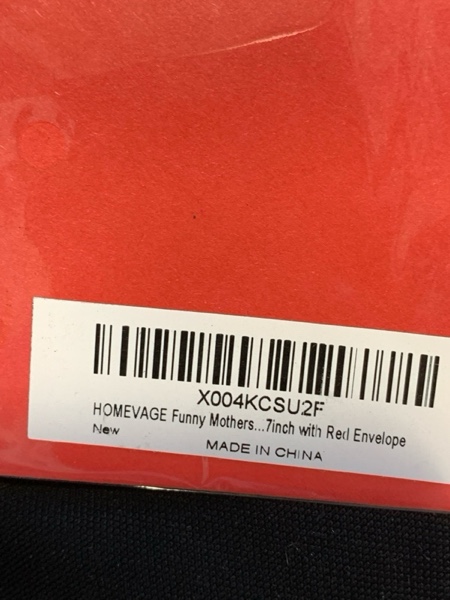 X004KCSU2F
HOMEVAGE Funny Mothers...7inch with Red Envelope
New
MADE IN CHINA